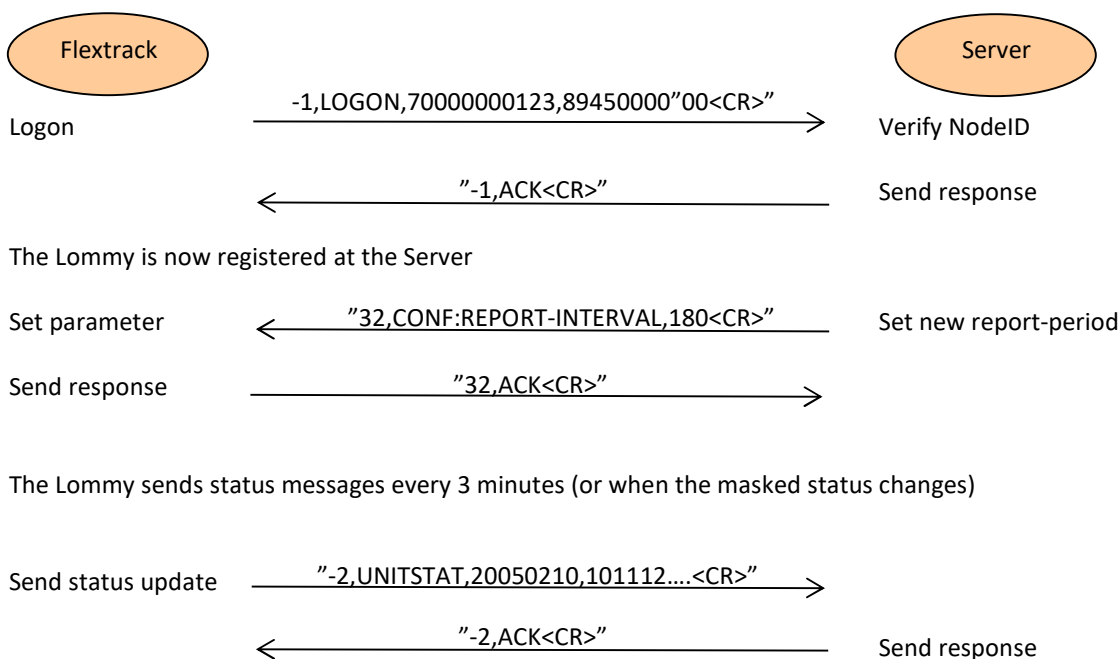 Flextrack Server
-1,LOGON,70000000123,89450000”00<CR>”
Logon Verify NodeID
”-1,ACK<CR>” Send response
The Lommy is now registered at the Server
Set parameter ”32,CONF:REPORT-INTERVAL,180<CR>” Set new report-period
Send response ”32,ACK<CR>”
The Lommy sends status messages every 3 minutes (or when the masked status changes)
Send status update ”-2,UNITSTAT,20050210,101112….<CR>”
”-2,ACK<CR>” Send response